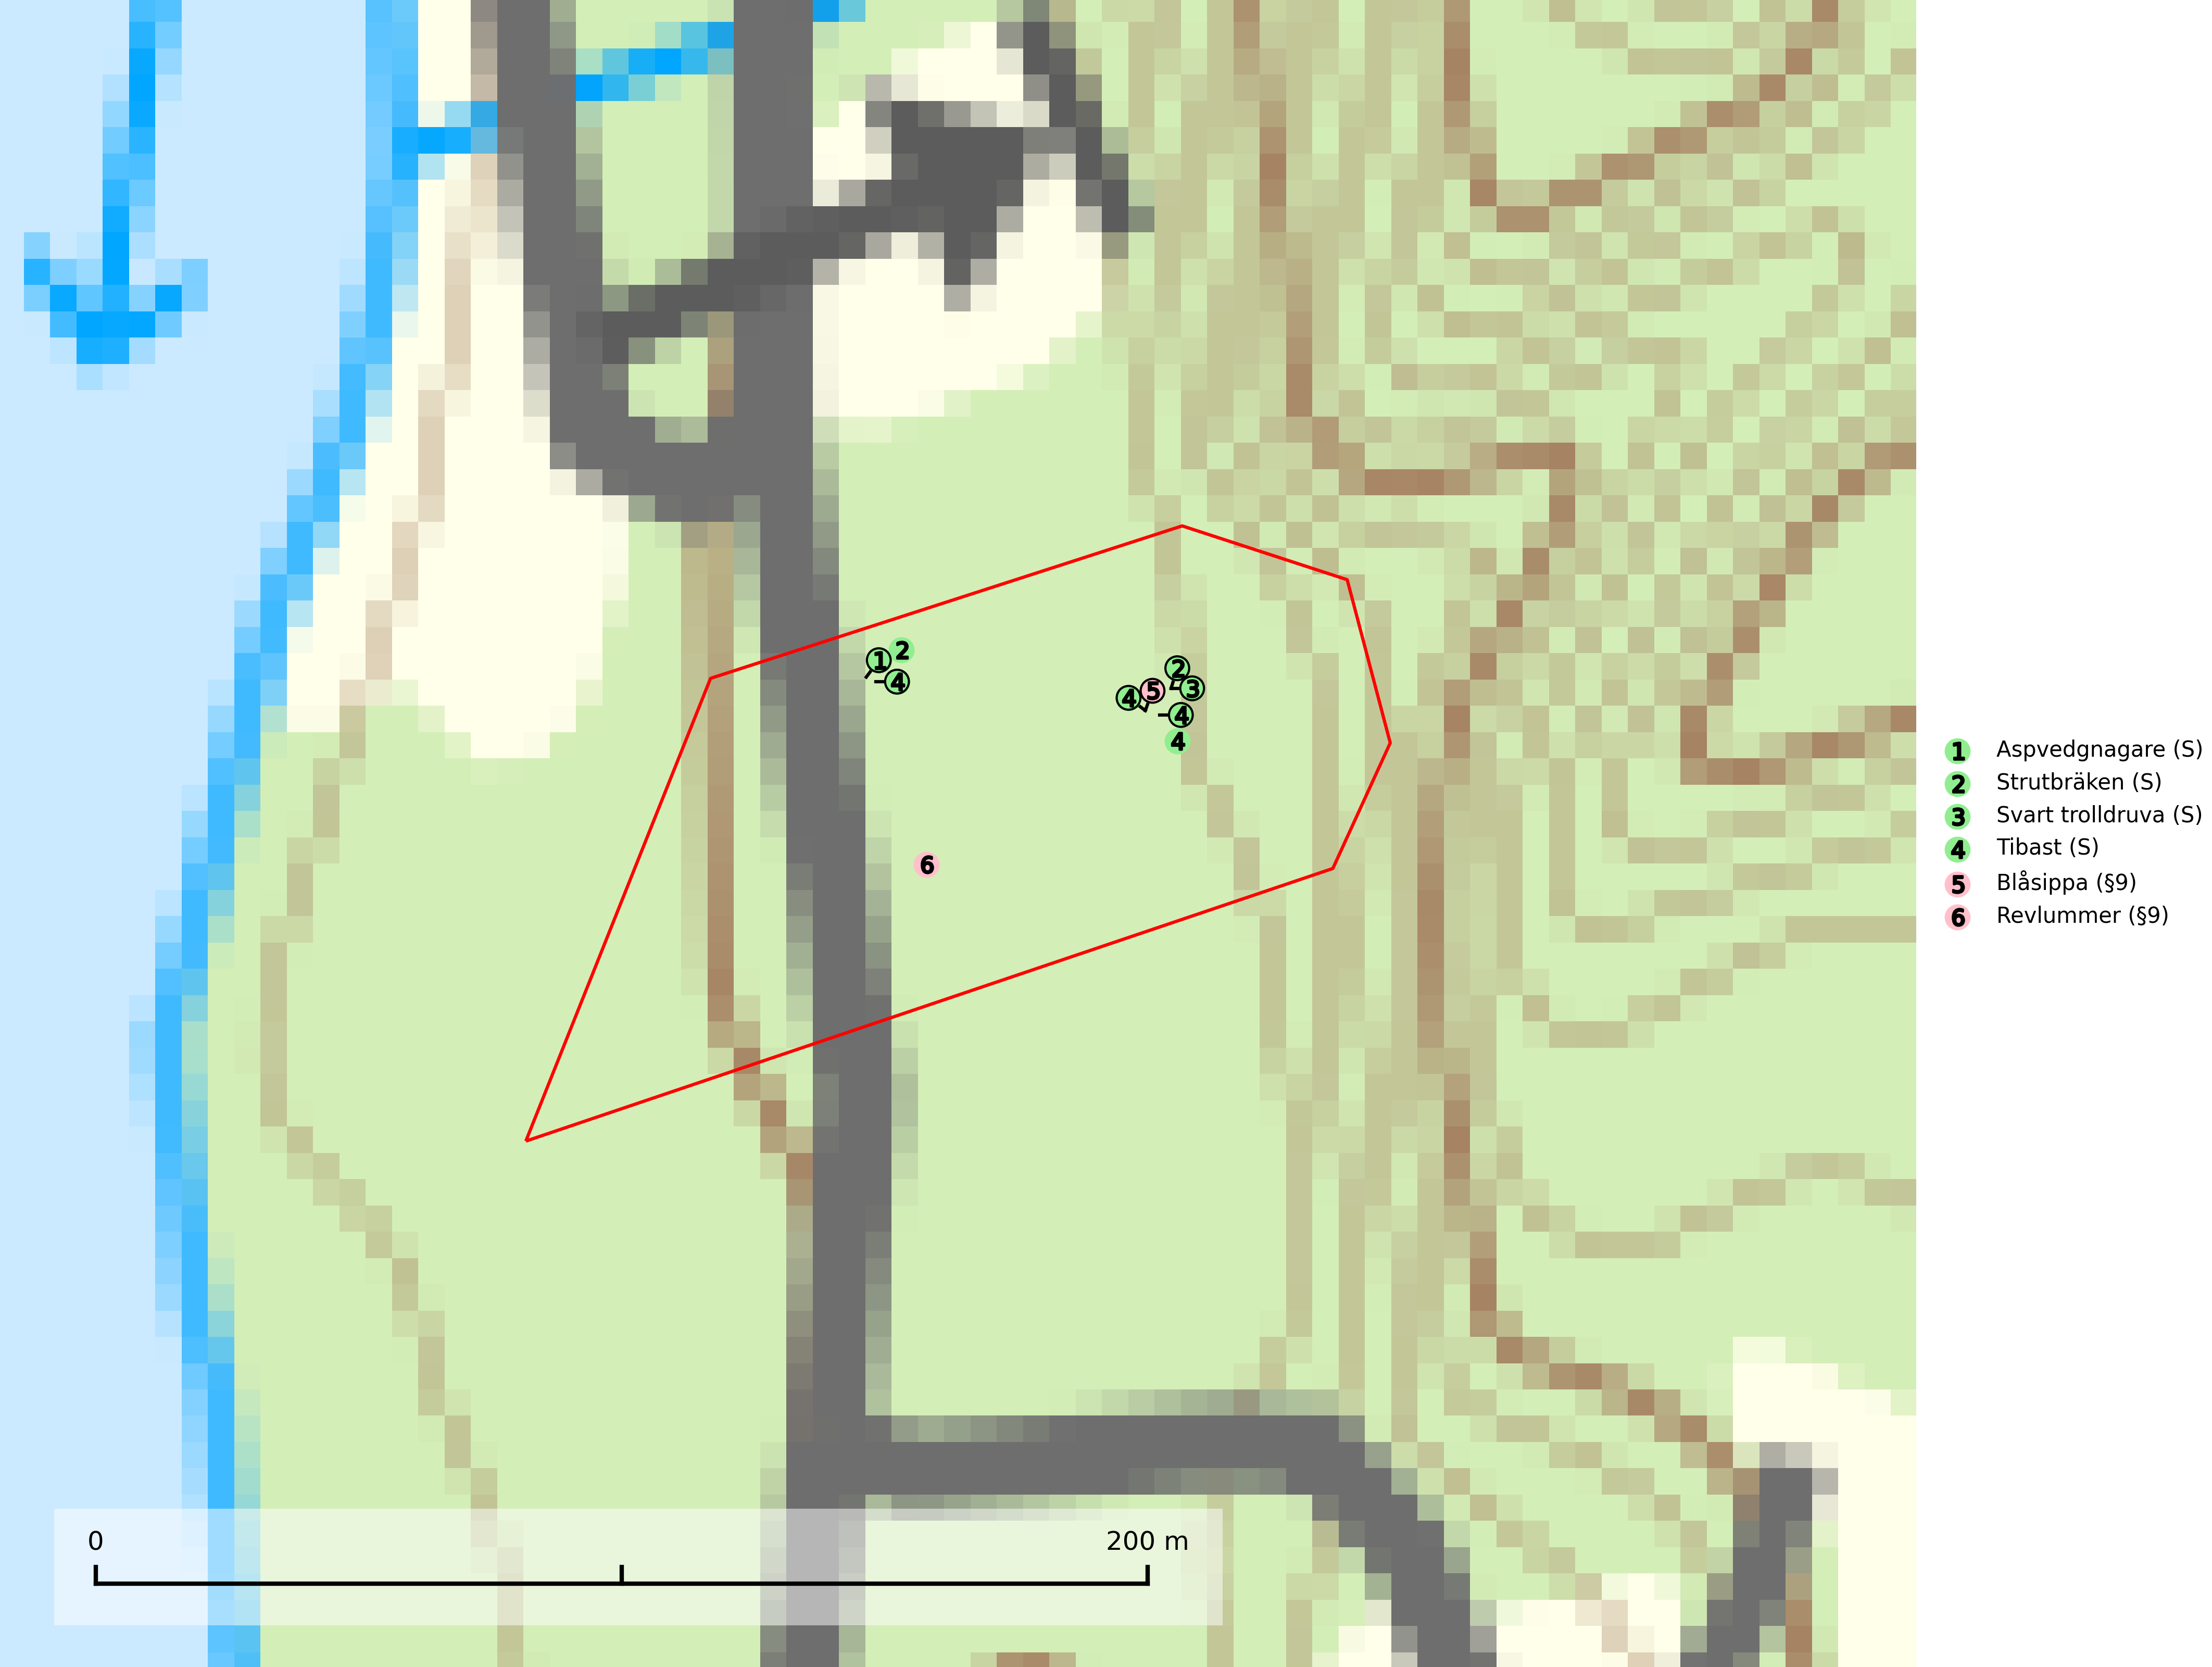 1 2
4
2
4 5 3
4
4
6
1 Aspvedgnagare (S)
2 Strutbräken (S)
3 Svart trolldruva (S)
4 Tibast (S)
5 Blåsippa (§9)
6 Revlummer (§9)
0 200 m